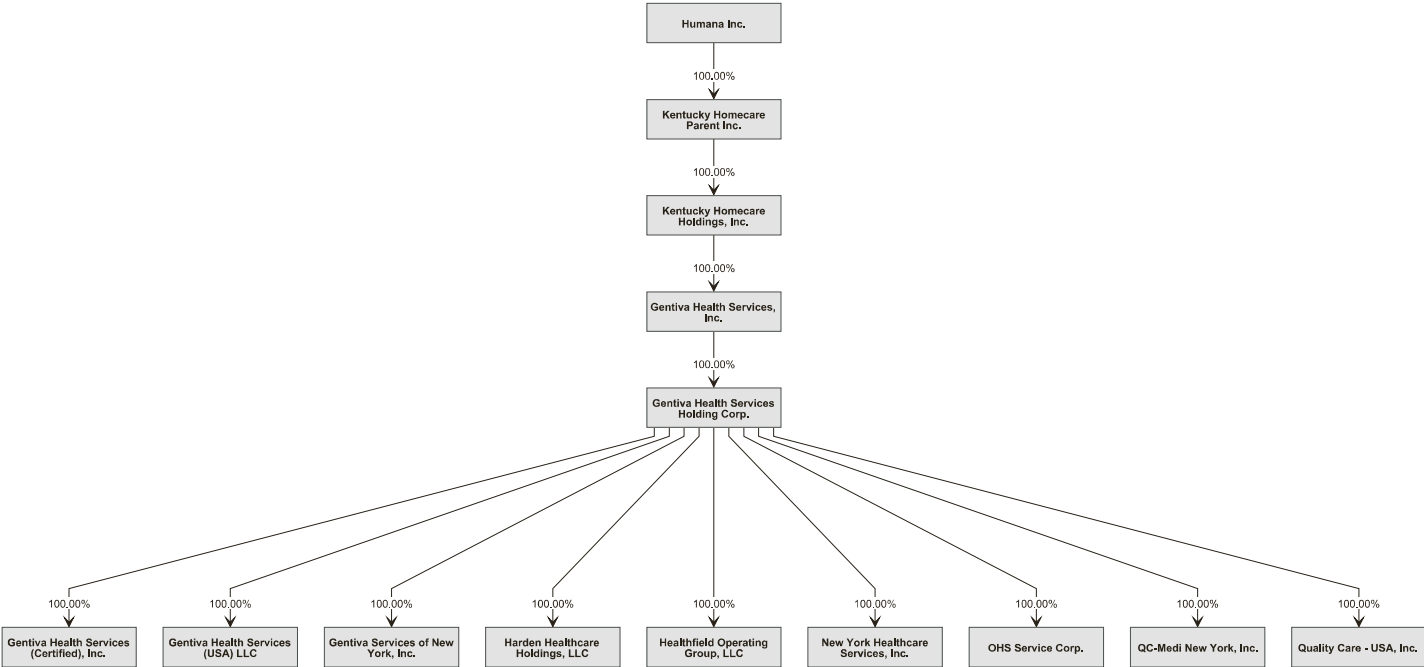 Humana Inc.
100.00%
Kentucky Homecare
Parent Inc.
100.00%
Kentucky Homecare
Holdings, Inc.
100.00%
Gentiva Health Services,
Inc.
100.00%
Gentiva Health Services
Holding Corp.
100.00%
100.00%
100.00%
100.00%
100.00%
100.00%
100.00%
100.00%
100.00%
Gentiva Health Services
(Certified), Inc.
Gentiva Health Services
(USA) LLC
Gentiva Services of New
York, Inc.
Harden Healthcare
Holdings, LLC
Healthfield Operating
Group, LLC
New York Healthcare
Services, Inc.
OHS Service Corp.
QC-Medi New York, Inc.
Quality Care - USA, Inc.